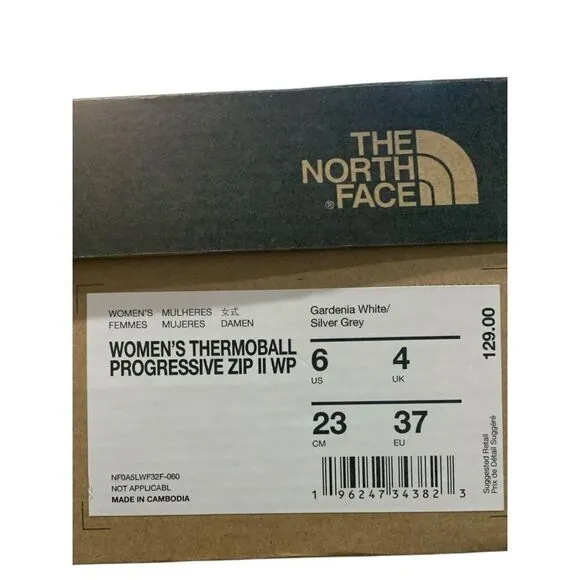 THE
NORTH
FACE
®
WOMEN'S MULHERES 女式
FEMMES MUJERES DAMEN
WOMEN'S THERMOBALL
PROGRESSIVE ZIP II WP
NF0A5LWF32F-060
NOT APPLICABL
MADE IN CAMBODIA
Gardenia White/
Silver Grey
6 4
US UK
23 37
CM EU
1 96247 34382 3
129.00
Suggested Retail
Prix de Détail Suggéré